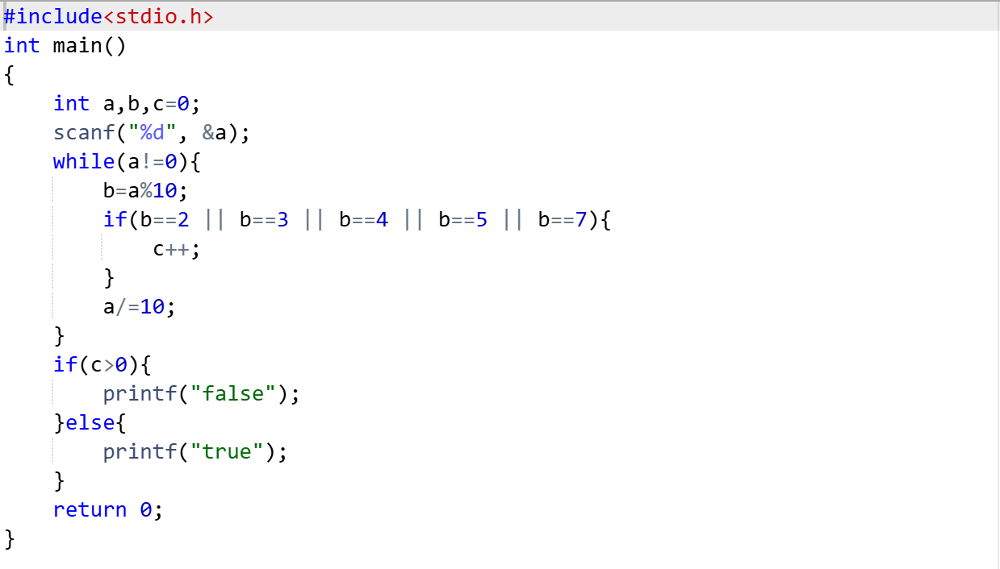 #include<stdio.h>
int main()
{
    int a,b,c=0;
    scanf("%d", &a);
    while(a!=0){
        b=a%10;
        if(b==2 || b==3 || b==4 || b==5 || b==7){
            c++;
        }
        a/=10;
    }
    if(c>0){
        printf("false");
    }else{
        printf("true");
    }
    return 0;
}